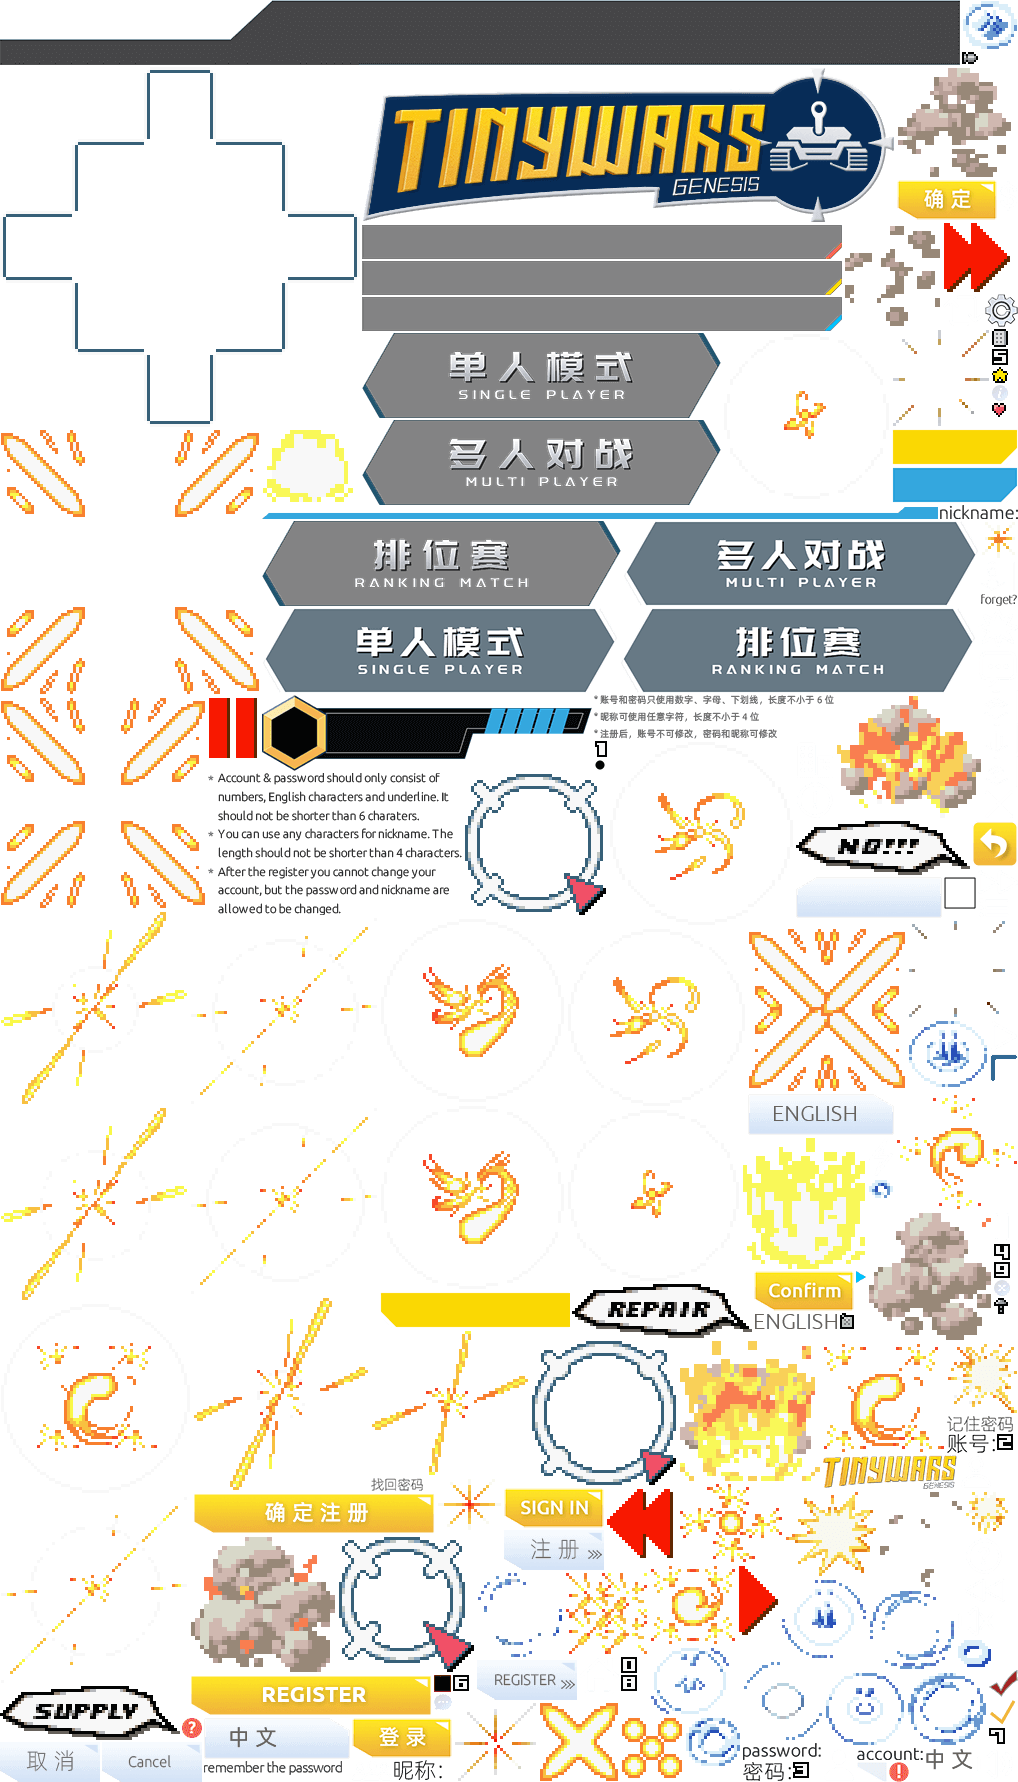 TINYWARS
GENESIS
确定
单人模式
SINGLE PLAYER
多人对战
MULTI PLAYER
nickname:
排位赛
RANKING MATCH
多人对战
MULTI PLAYER
forget?
单人模式
SINGLE PLAYER
排位赛
RANKING MATCH
* 账号和密码只使用数字、字母、下划线，长度不小于 6 位
* 昵称可使用任意字符，长度不小于 4 位
* 注册后，账号不可修改，密码和昵称可修改
1
* Account & password should only consist of
numbers, English characters and underline. It
should not be shorter than 6 charaters.
* You can use any characters for nickname. The
length should not be shorter than 4 characters.
* After the register you cannot change your
account, but the password and nickname are
allowed to be changed.
NO!!!
5
ENGLISH
4
9
Confirm
REPAIR
ENGLISH
记住密码
账号:
2
TINYWARS
GENESIS
找回密码
确定注册
SIGN IN
注册 »
REGISTER »
0
8
6
REGISTER
SUPPLY
?
中文
登录
7
取消
Cancel
remember the password
昵称:
password:
密码:
3
account:
中文
!